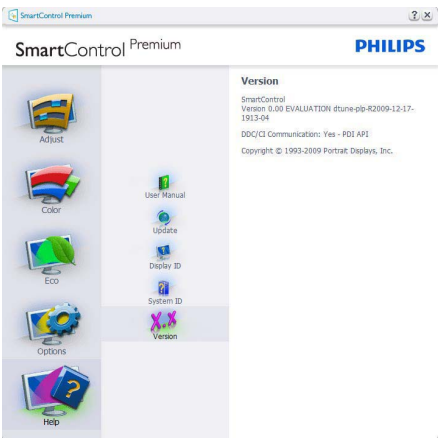 SmartControl Premium
SmartControl Premium
PHILIPS
Adjust
Color
Eco
Options
Help
User Manual
Update
Display ID
System ID
X.X
Version
Version
SmartControl
Version 0.00 EVALUATION dtune-plp-R2009-12-17-
1913-04
DDC/CI Communication: Yes - PDI API
Copyright © 1993-2009 Portrait Displays, Inc.